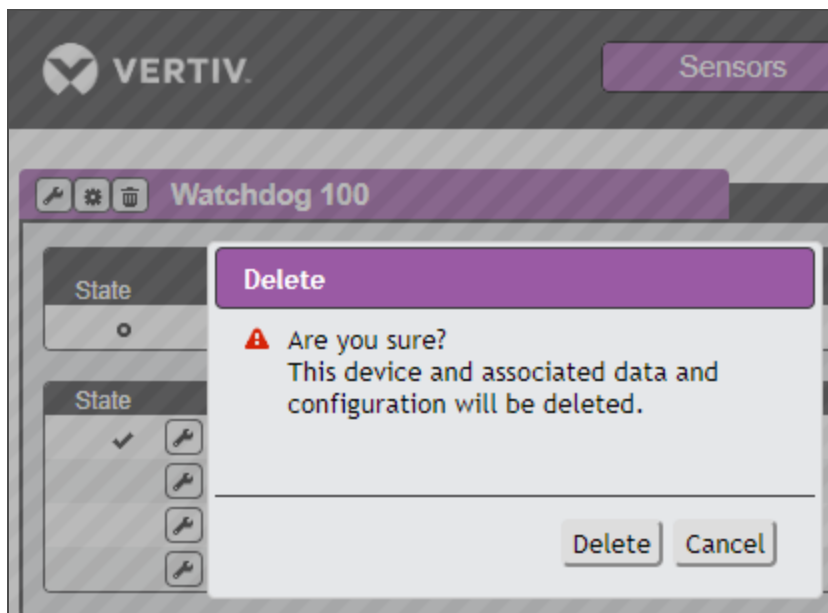 VERTIV.
Sensors
Watchdog 100
State
Delete
Are you sure?
This device and associated data and
configuration will be deleted.
State
Delete Cancel